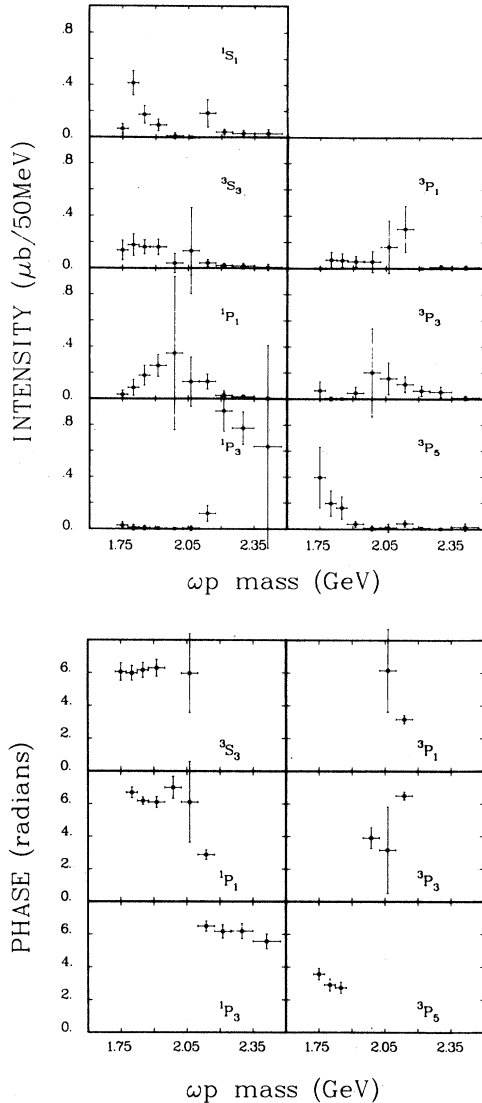 .8
¹S₁
.4
0.
³S₃
³P₁
.4
0.
.8
¹P₁
³P₃
.4
0.
.8
¹P₃
³P₅
.4
0.
1.75 2.05 2.35 1.75 2.05 2.35
ωp mass (GeV)
INTENSITY (μb/50MeV)
6.
4.
2.
³S₃
³P₁
0.
6.
4.
2.
¹P₁
³P₃
0.
6.
4.
2.
¹P₃
³P₅
0.
1.75 2.05 2.35 1.75 2.05 2.35
ωp mass (GeV)
PHASE (radians)